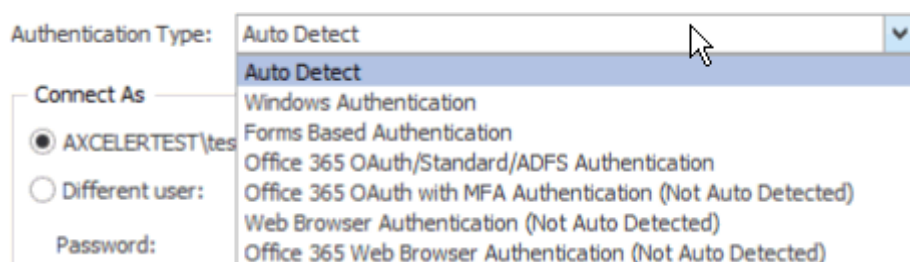 Authentication Type: Auto Detect
Auto Detect
Connect As
Windows Authentication
AXCELERTEST\tes
Forms Based Authentication
Office 365 OAuth/Standard/ADFS Authentication
Different user:
Office 365 OAuth with MFA Authentication (Not Auto Detected)
Web Browser Authentication (Not Auto Detected)
Password:
Office 365 Web Browser Authentication (Not Auto Detected)